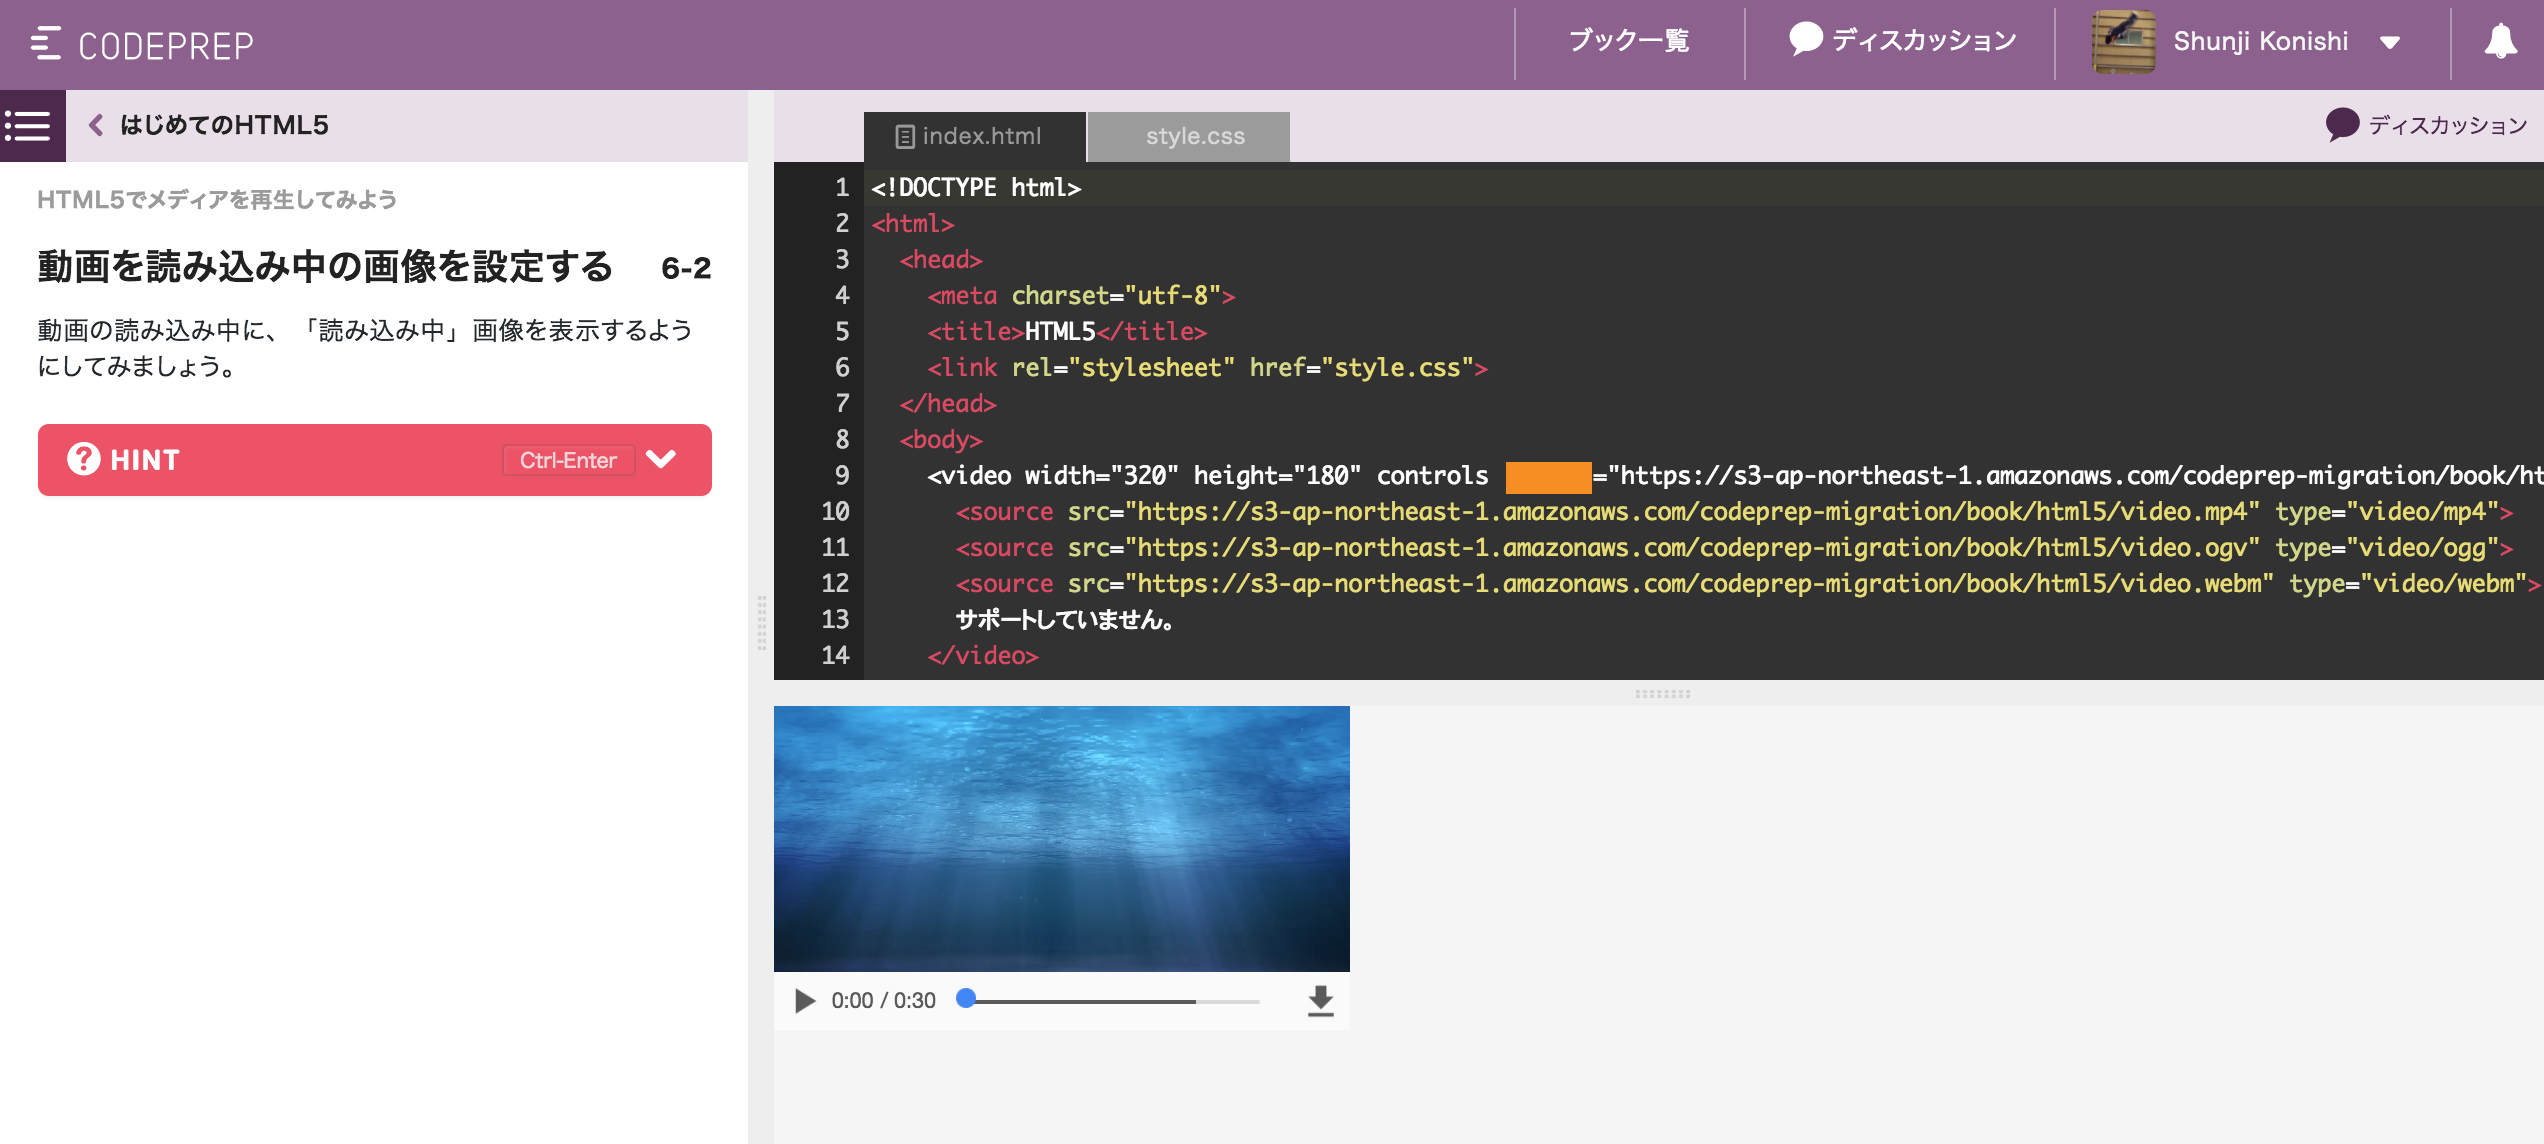 CODEPREP
ブック一覧
ディスカッション
Shunji Konishi
はじめてのHTML5
HTML5でメディアを再生してみよう
動画を読み込み中の画像を設定する 6-2
動画の読み込み中に、「読み込み中」画像を表示するよう
にしてみましょう。
? HINT Ctrl-Enter
index.html
style.css
ディスカッション
1 <!DOCTYPE html>
2 <html>
3 <head>
4 <meta charset="utf-8">
5 <title>HTML5</title>
6 <link rel="stylesheet" href="style.css">
7 </head>
8 <body>
9 <video width="320" height="180" controls ="https://s3-ap-northeast-1.amazonaws.com/codeprep-migration/book/ht
10 <source src="https://s3-ap-northeast-1.amazonaws.com/codeprep-migration/book/html5/video.mp4" type="video/mp4">
11 <source src="https://s3-ap-northeast-1.amazonaws.com/codeprep-migration/book/html5/video.ogv" type="video/ogg">
12 <source src="https://s3-ap-northeast-1.amazonaws.com/codeprep-migration/book/html5/video.webm" type="video/webm">
13 サポートしていません。
14 </video>
0:00 / 0:30